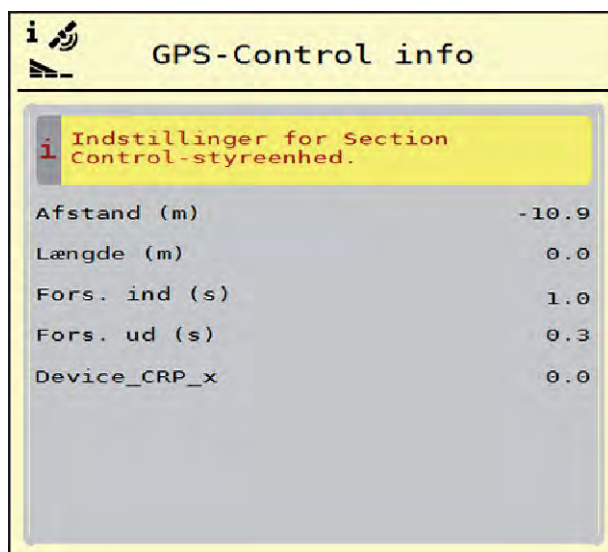 GPS-Control info
i Indstillinger for Section
Control-styreenhed.
Afstand (m) -10.9
Længde (m) 0.0
Fors. ind (s) 1.0
Fors. ud (s) 0.3
Device_CRP_x 0.0